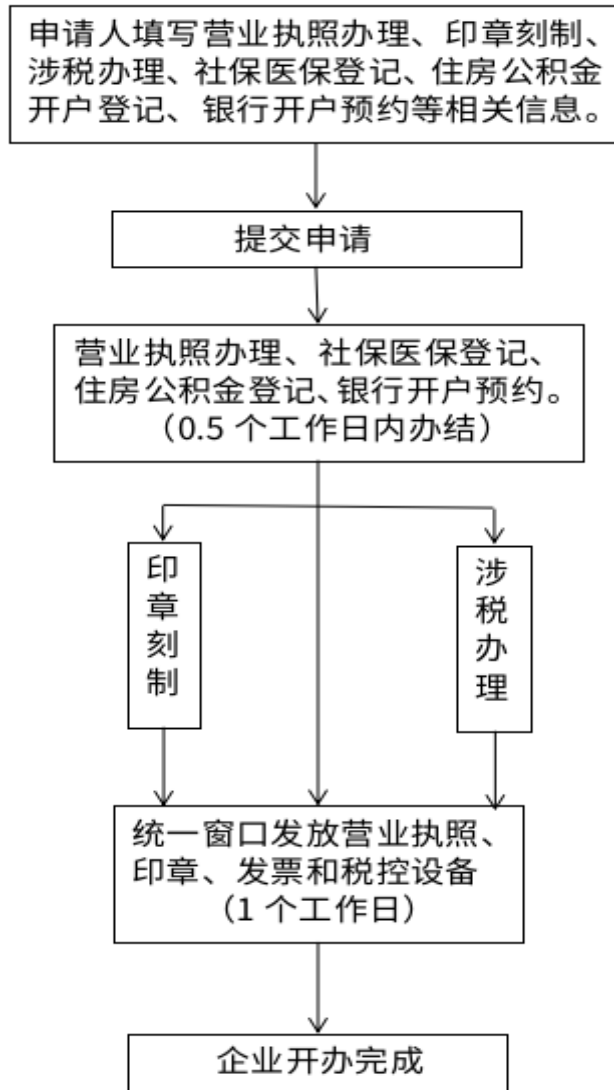 申请人填写营业执照办理、印章刻制、
涉税办理、社保医保登记、住房公积金
开户登记、银行开户预约等相关信息。
提交申请
营业执照办理、社保医保登记、
住房公积金登记、银行开户预约。
（0.5 个工作日内办结）
印章刻制
涉税办理
统一窗口发放营业执照、
印章、发票和税控设备
（1 个工作日）
企业开办完成